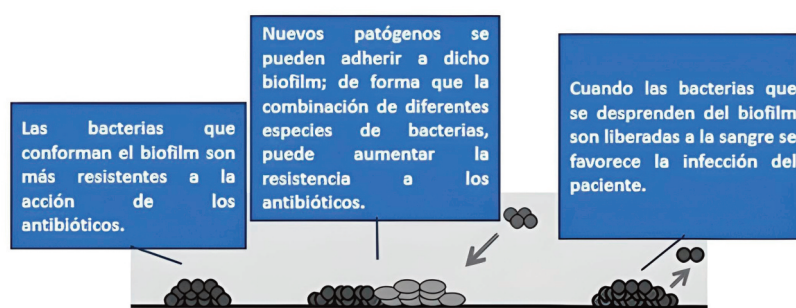 Las bacterias que
conforman el biofilm son
más resistentes a la
acción de los
antibióticos.
Nuevos patógenos se
pueden adherir a dicho
biofilm; de forma que la
combinación de diferentes
especies de bacterias,
puede aumentar la
resistencia a los
antibióticos.
Cuando las bacterias que
se desprenden del biofilm
son liberadas a la sangre se
favorece la infección del
paciente.